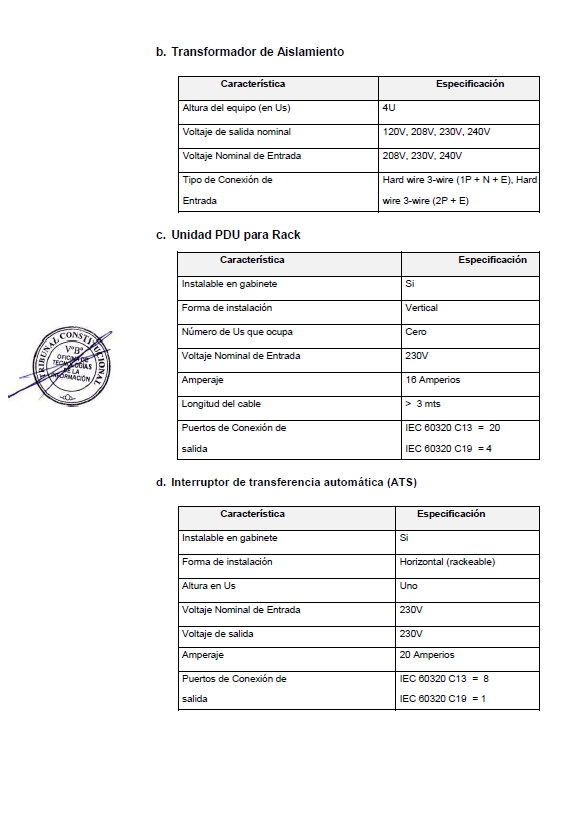 b. Transformador de Aislamiento
Característica Especificación
Altura del equipo (en Us) 4U
Voltaje de salida nominal 120V, 208V, 230V, 240V
Voltaje Nominal de Entrada 208V, 230V, 240V
Tipo de Conexión de Hard wire 3-wire (1P + N + E), Hard
Entrada wire 3-wire (2P + E)
c. Unidad PDU para Rack
Característica Especificación
Instalable en gabinete Si
Forma de instalación Vertical
Número de Us que ocupa Cero
Voltaje Nominal de Entrada 230V
Amperaje 16 Amperios
Longitud del cable > 3 mts
Puertos de Conexión de IEC 60320 C13 = 20
salida IEC 60320 C19 = 4
TRIBUNAL CONSTITUCIONAL
VºBº
OFICINA DE
TECNOLOGÍAS
DE LA
INFORMACIÓN
d. Interruptor de transferencia automática (ATS)
Característica Especificación
Instalable en gabinete Si
Forma de instalación Horizontal (rackeable)
Altura en Us Uno
Voltaje Nominal de Entrada 230V
Voltaje de salida 230V
Amperaje 20 Amperios
Puertos de Conexión de IEC 60320 C13 = 8
salida IEC 60320 C19 = 1